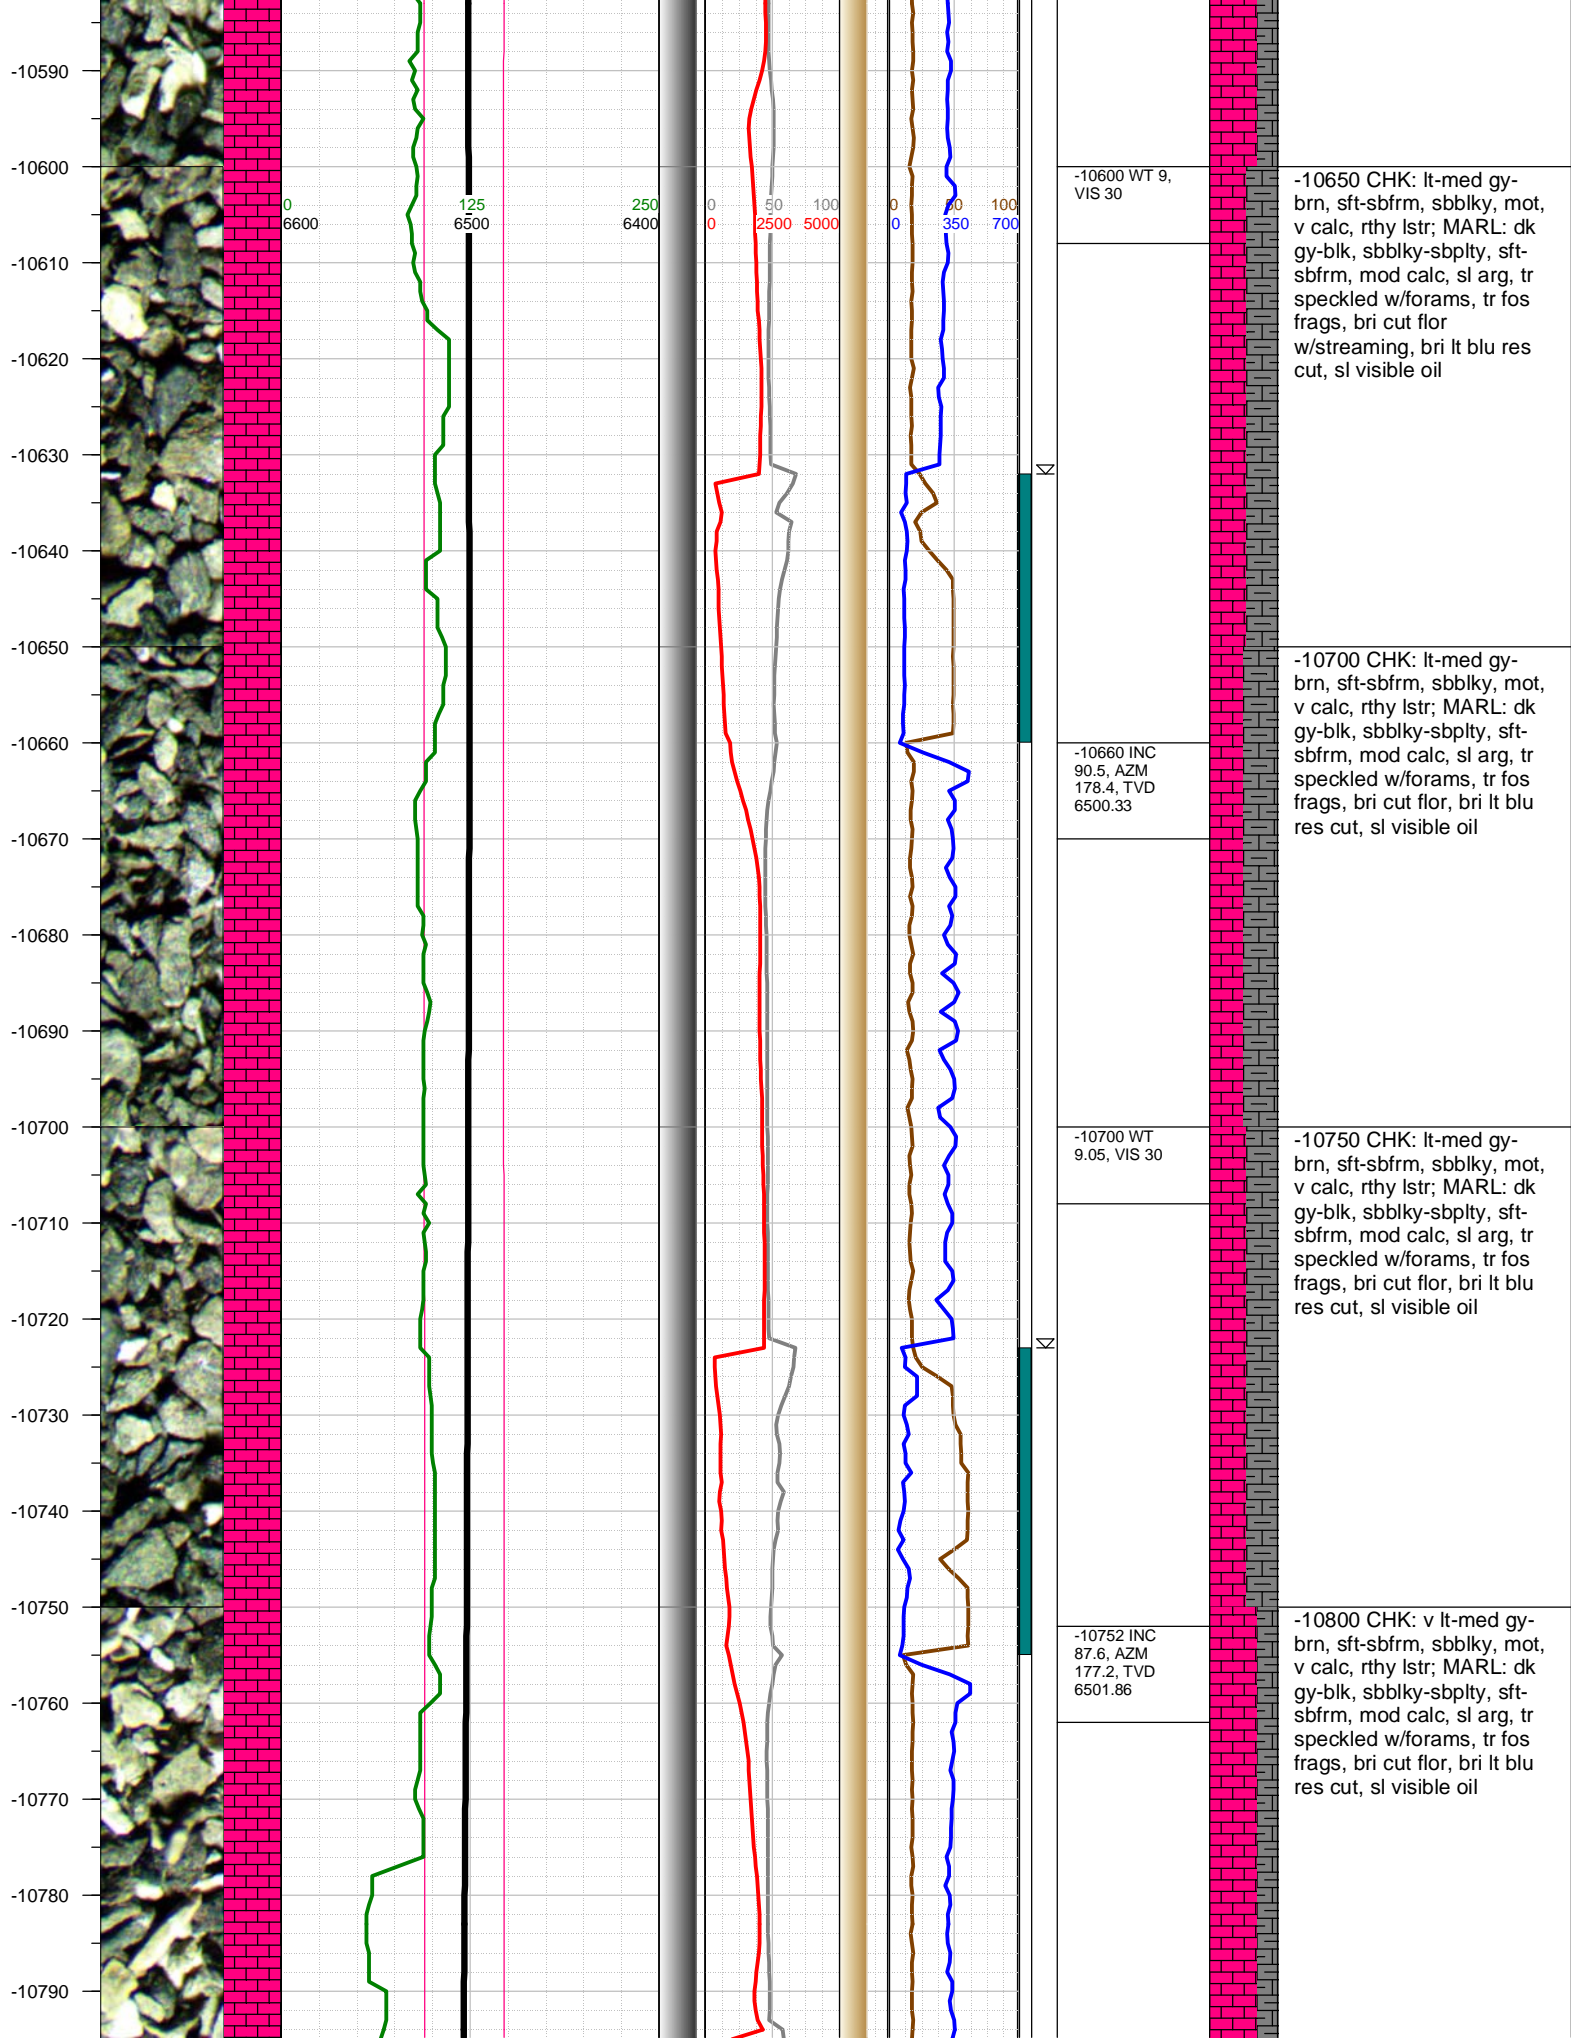 -10590
-10600
-10610
-10620
-10630
-10640
-10650
-10660
-10670
-10680
-10690
-10700
-10710
-10720
-10730
-10740
-10750
-10760
-10770
-10780
-10790
0 125 250
6600 6500 6400
0 50 100
0 2500 5000
0 50 100
0 350 700
-10600 WT 9,
VIS 30
-10660 INC
90.5, AZM
178.4, TVD
6500.33
-10700 WT
9.05, VIS 30
-10752 INC
87.6, AZM
177.2, TVD
6501.86
-10650 CHK: lt-med gy-
brn, sft-sbfrm, sbblky, mot,
v calc, rthy lstr; MARL: dk
gy-blk, sbblky-sbplty, sft-
sbfrm, mod calc, sl arg, tr
speckled w/forams, tr fos
frags, bri cut flor
w/streaming, bri lt blu res
cut, sl visible oil
-10700 CHK: lt-med gy-
brn, sft-sbfrm, sbblky, mot,
v calc, rthy lstr; MARL: dk
gy-blk, sbblky-sbplty, sft-
sbfrm, mod calc, sl arg, tr
speckled w/forams, tr fos
frags, bri cut flor, bri lt blu
res cut, sl visible oil
-10750 CHK: lt-med gy-
brn, sft-sbfrm, sbblky, mot,
v calc, rthy lstr; MARL: dk
gy-blk, sbblky-sbplty, sft-
sbfrm, mod calc, sl arg, tr
speckled w/forams, tr fos
frags, bri cut flor, bri lt blu
res cut, sl visible oil
-10800 CHK: v lt-med gy-
brn, sft-sbfrm, sbblky, mot,
v calc, rthy lstr; MARL: dk
gy-blk, sbblky-sbplty, sft-
sbfrm, mod calc, sl arg, tr
speckled w/forams, tr fos
frags, bri cut flor, bri lt blu
res cut, sl visible oil